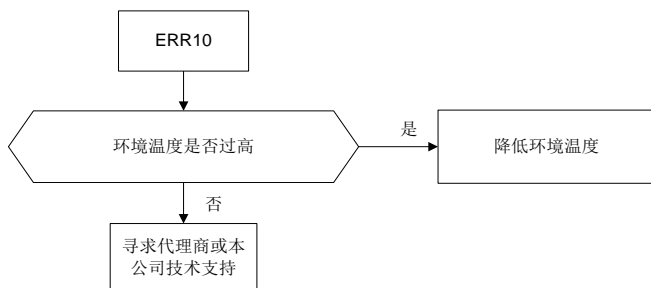 ERR10
环境温度是否过高
是
降低环境温度
否
寻求代理商或本
公司技术支持